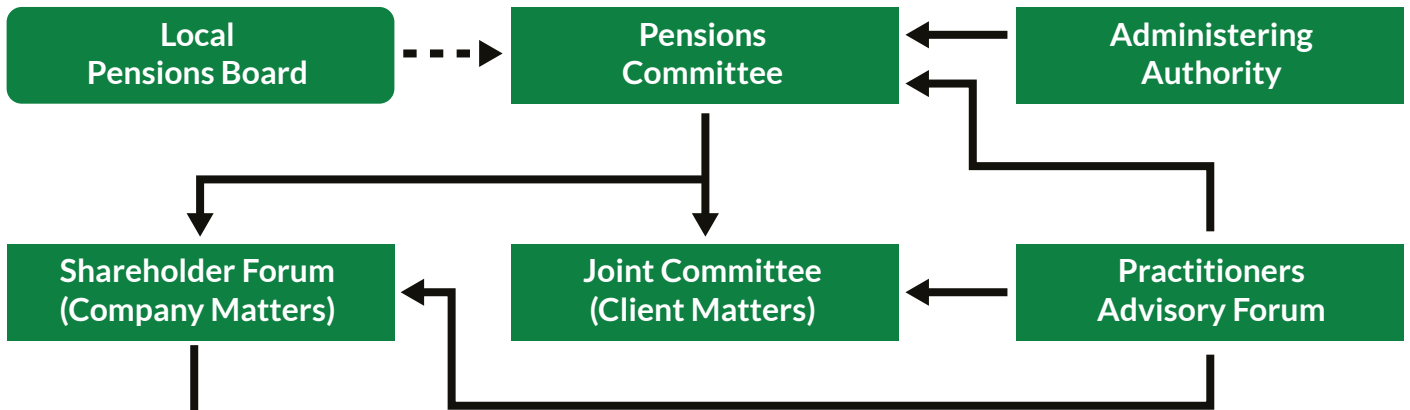 Local
Pensions Board
Pensions
Committee
Administering
Authority
Shareholder Forum
(Company Matters)
Joint Committee
(Client Matters)
Practitioners
Advisory Forum